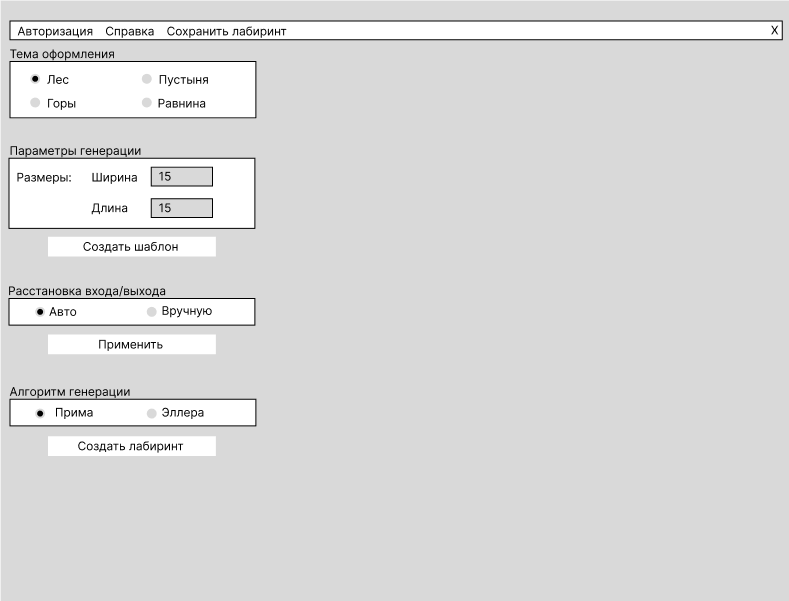 Авторизация Справка Сохранить лабиринт X
Тема оформления
Лес Пустыня
Горы Равнина
Параметры генерации
Размеры: Ширина 15
Длина 15
Создать шаблон
Расстановка входа/выхода
Авто Вручную
Применить
Алгоритм генерации
Прима Эллера
Создать лабиринт